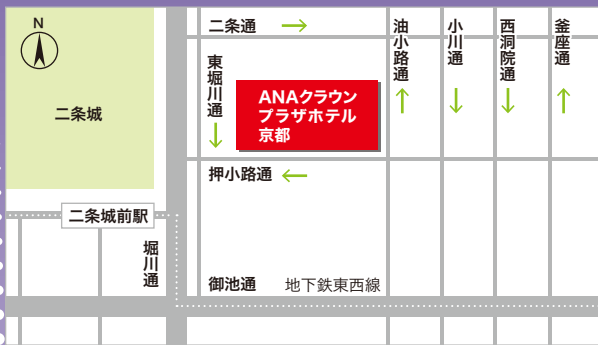 N
二条通
油小路通
小川通
西洞院通
釜座通
東堀川通
ANAクラウン
プラザホテル
京都
二条城
押小路通
二条城前駅
堀川通
御池通
地下鉄東西線